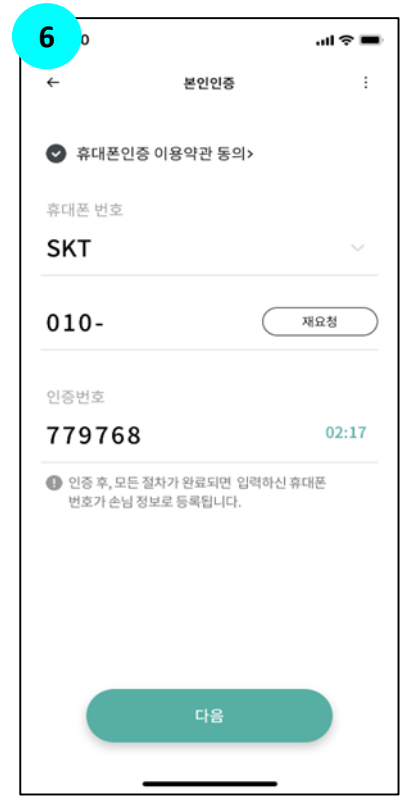 6
0
본인인증
휴대폰인증 이용약관 동의>
휴대폰 번호
SKT
010-
재요청
인증번호
779768
02:17
인증 후, 모든 절차가 완료되면 입력하신 휴대폰
번호가 손님 정보로 등록됩니다.
다음